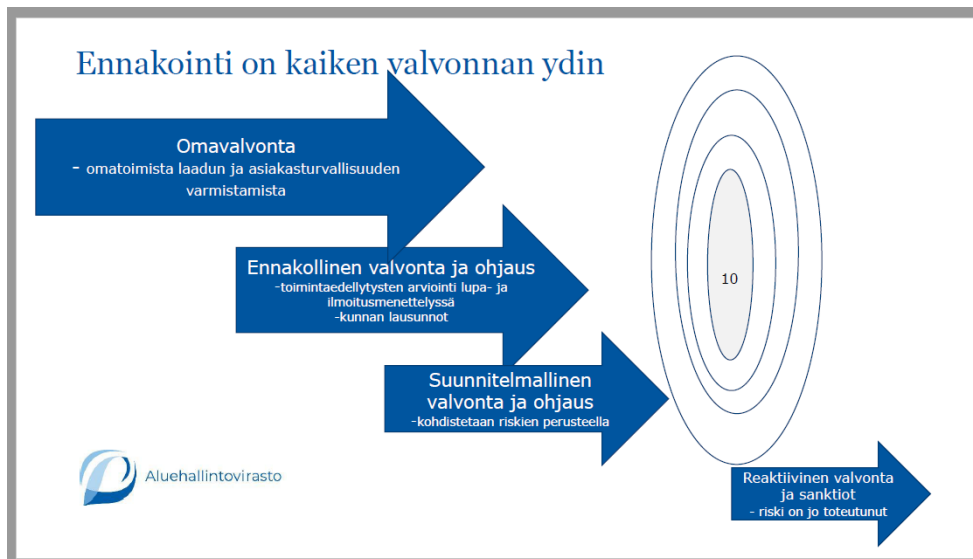 Ennakointi on kaiken valvonnan ydin
Omavalvonta
- omatoimista laadun ja asiakasturvallisuuden
varmistamista
Ennakollinen valvonta ja ohjaus
-toimintaedellytysten arviointi lupa- ja
ilmoitusmenettelyssä
-kunnan lausunnot
10
Suunnitelmallinen
valvonta ja ohjaus
-kohdistetaan riskien perusteella
Aluehallintovirasto
Reaktiivinen valvonta
ja sanktiot
- riski on jo toteutunut